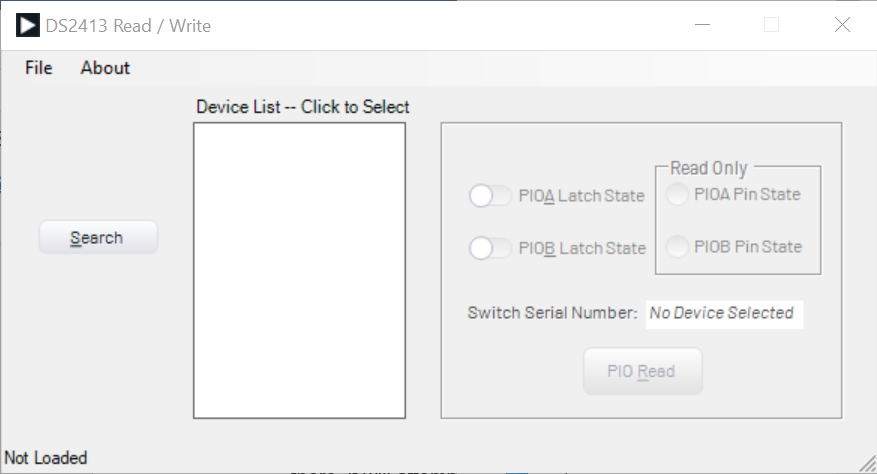 DS2413 Read / Write
File About
Device List -- Click to Select
Read Only
PIOA Latch State PIOA Pin State
Search
PIOB Latch State PIOB Pin State
Switch Serial Number: No Device Selected
PIO Read
Not Loaded